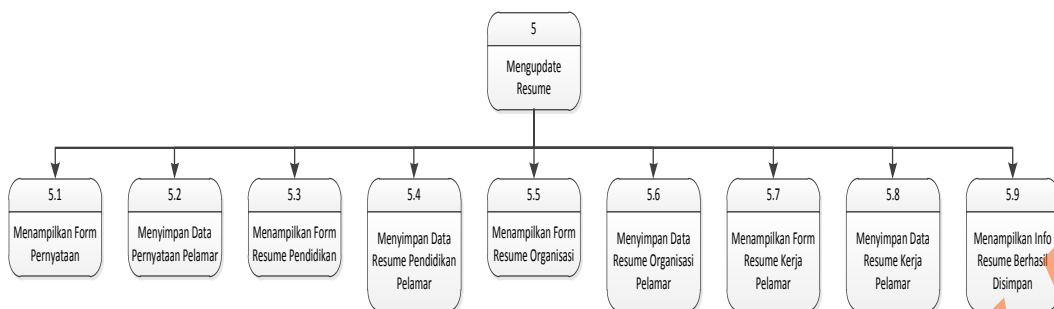 5
Mengupdate
Resume
5.1
Menampilkan Form
Pernyataan
5.2
Menyimpan Data
Pernyataan Pelamar
5.3
Menampilkan Form
Resume Pendidikan
5.4
Menyimpan Data
Resume Pendidikan
Pelamar
5.5
Menampilkan Form
Resume Organisasi
5.6
Menyimpan Data
Resume Organisasi
Pelamar
5.7
Menampilkan Form
Resume Kerja
Pelamar
5.8
Menyimpan Data
Resume Kerja
Pelamar
5.9
Menampilkan Info
Resume Berhasil
Disimpan